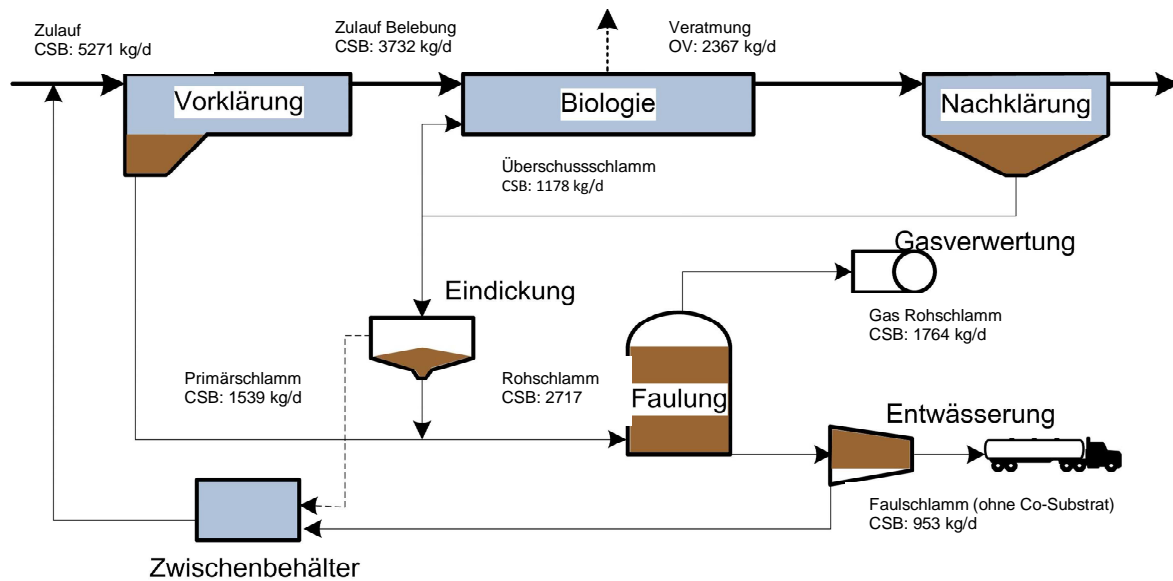 Zulauf
CSB: 5271 kg/d
Zulauf Belebung
CSB: 3732 kg/d
Veratmung
OV: 2367 kg/d
Vorklärung
Biologie
Nachklärung
Überschussschlamm
CSB: 1178 kg/d
Gasverwertung
Eindickung
Gas Rohschlamm
CSB: 1764 kg/d
Primärschlamm
CSB: 1539 kg/d
Rohschlamm
CSB: 2717
Faulung
Entwässerung
Faulschlamm (ohne Co-Substrat)
CSB: 953 kg/d
Zwischenbehälter